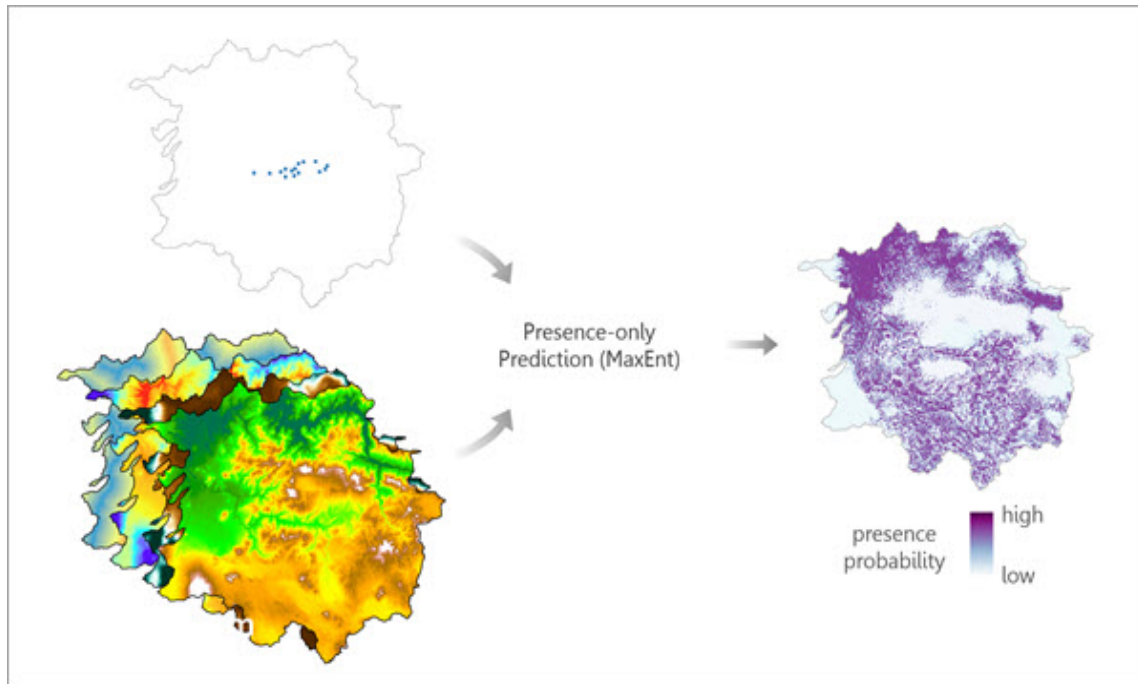 Presence-only
Prediction (MaxEnt)
high
presence
probability
low